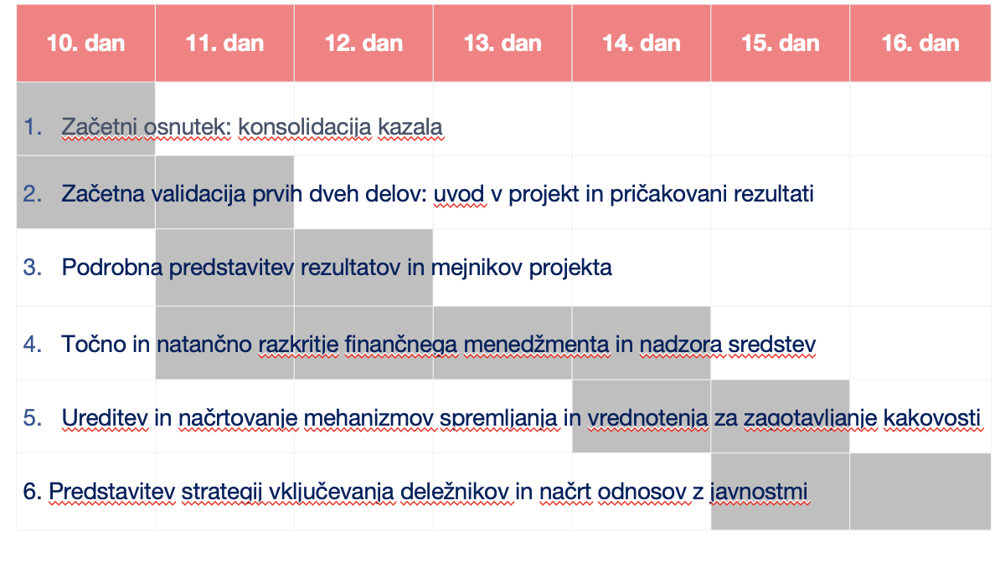 10. dan 11. dan 12. dan 13. dan 14. dan 15. dan 16. dan
1. Začetni osnutek: konsolidacija kazala
2. Začetna validacija prvih dveh delov: uvod v projekt in pričakovani rezultati
3. Podrobna predstavitev rezultatov in mejnikov projekta
4. Točno in natančno razkritje finančnega menedžmenta in nadzora sredstev
5. Ureditev in načrtovanje mehanizmov spremljanja in vrednotenja za zagotavljanje kakovosti
6. Predstavitev strategij vključevanja deležnikov in načrt odnosov z javnostmi